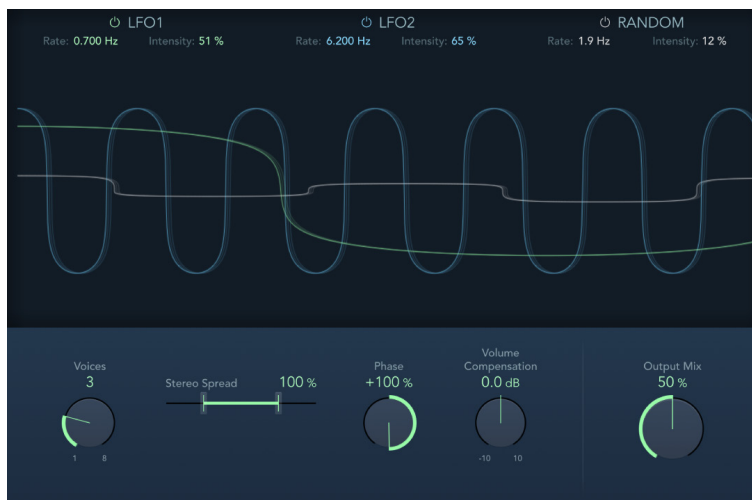 LFO1 LFO2 RANDOM
Rate: 0.700 Hz Intensity: 51 % Rate: 6.200 Hz Intensity: 65 % Rate: 1.9 Hz Intensity: 12 %
Voices
3
1 8
Stereo Spread 100 %
Phase
+100 %
Volume
Compensation
0.0 dB
-10 10
Output Mix
50 %